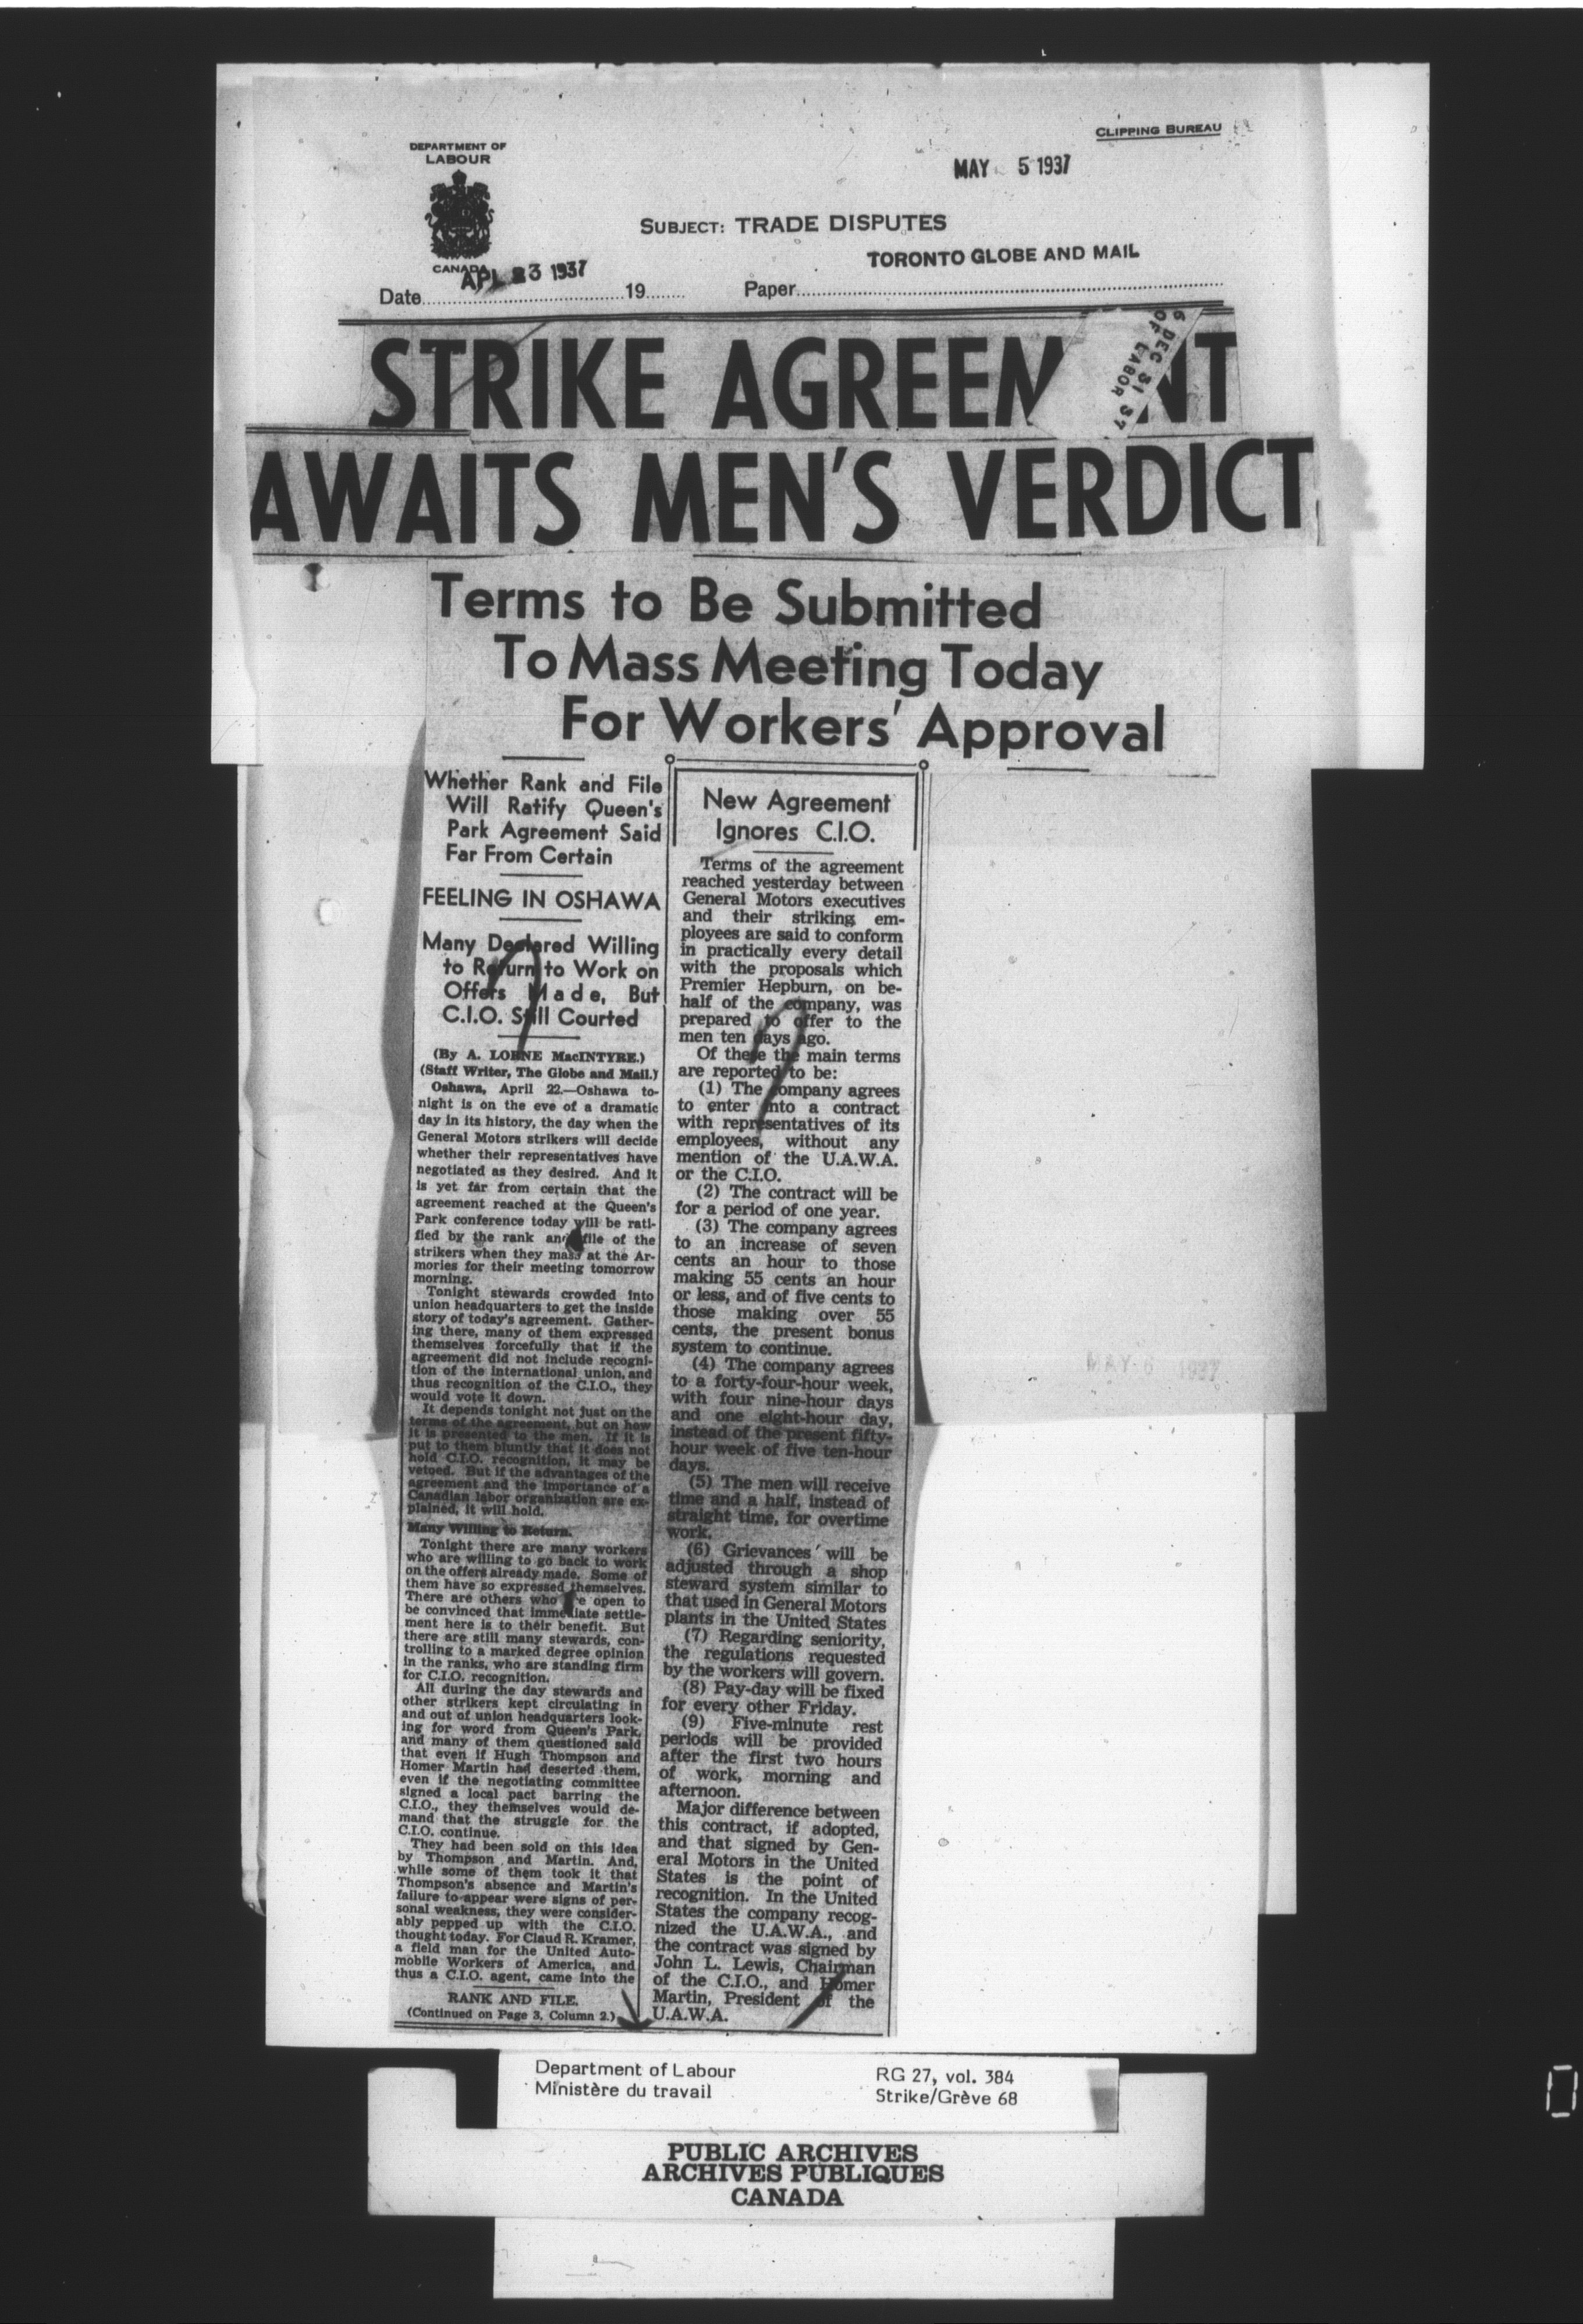 CLIPPING BUREAU
DEPARTMENT OF
LABOUR
CANADA
MAY 5 1937
SUBJECT: TRADE DISPUTES
TORONTO GLOBE AND MAIL
APL 23 1937
Date 19 Paper
6 DEC 31 37
OF LABOR
STRIKE AGREEM NT
AWAITS MEN'S VERDICT
Terms to Be Submitted
To Mass Meeting Today
For Workers' Approval
Whether Rank and File
Will Ratify Queen's
Park Agreement Said
Far From Certain
FEELING IN OSHAWA
Many Declared Willing
to Return to Work on
Offers Made, But
C.I.O. Still Courted
(By A. LORNE MacINTYRE.)
(Staff Writer, The Globe and Mail.)
Oshawa, April 22.—Oshawa to-
night is on the eve of a dramatic
day in its history, the day when the
General Motors strikers will decide
whether their representatives have
negotiated as they desired. And it
is yet far from certain that the
agreement reached at the Queen's
Park conference today will be rati-
fied by the rank and file of the
strikers when they mass at the Ar-
mories for their meeting tomorrow
morning.
Tonight stewards crowded into
union headquarters to get the inside
story of today's agreement. Gather-
ing there, many of them expressed
themselves forcefully that if the
agreement did not include recogni-
tion of the international union, and
thus recognition of the C.I.O., they
would vote it down.
It depends tonight not just on the
terms of the agreement, but on how
it is presented to the men. If it is
put to them bluntly that it does not
hold C.I.O. recognition, it may be
vetoed. But if the advantages of the
agreement and the importance of a
Canadian labor organization are ex-
plained, it will hold.
Many Willing to Return.
Tonight there are many workers
who are willing to go back to work
on the offers already made. Some of
them have so expressed themselves.
There are others who are open to
be convinced that immediate settle-
ment here is to their benefit. But
there are still many stewards, con-
trolling to a marked degree opinion
in the ranks, who are standing firm
for C.I.O. recognition.
All during the day stewards and
other strikers kept circulating in
and out of union headquarters look-
ing for word from Queen's Park,
and many of them questioned said
that even if Hugh Thompson and
Homer Martin had deserted them,
even if the negotiating committee
signed a local pact barring the
C.I.O., they themselves would de-
mand that the struggle for the
C.I.O. continue.
They had been sold on this idea
by Thompson and Martin. And,
while some of them took it that
Thompson's absence and Martin's
failure to appear were signs of per-
sonal weakness, they were consider-
ably pepped up with the C.I.O.
thought today. For Claud R. Kramer,
a field man for the United Auto-
mobile Workers of America, and
thus a C.I.O. agent, came into the
RANK AND FILE.
(Continued on Page 3, Column 2.)
New Agreement
Ignores C.I.O.
Terms of the agreement
reached yesterday between
General Motors executives
and their striking em-
ployees are said to conform
in practically every detail
with the proposals which
Premier Hepburn, on be-
half of the company, was
prepared to offer to the
men ten days ago.
Of these the main terms
are reported to be:
(1) The company agrees
to enter into a contract
with representatives of its
employees, without any
mention of the U.A.W.A.
or the C.I.O.
(2) The contract will be
for a period of one year.
(3) The company agrees
to an increase of seven
cents an hour to those
making 55 cents an hour
or less, and of five cents to
those making over 55
cents, the present bonus
system to continue.
(4) The company agrees
to a forty-four-hour week,
with four nine-hour days
and one eight-hour day,
instead of the present fifty-
hour week of five ten-hour
days.
(5) The men will receive
time and a half, instead of
straight time, for overtime
work.
(6) Grievances will be
adjusted through a shop
steward system similar to
that used in General Motors
plants in the United States
(7) Regarding seniority,
the regulations requested
by the workers will govern.
(8) Pay-day will be fixed
for every other Friday.
(9) Five-minute rest
periods will be provided
after the first two hours
of work, morning and
afternoon.
Major difference between
this contract, if adopted,
and that signed by Gen-
eral Motors in the United
States is the point of
recognition. In the United
States the company recog-
nized the U.A.W.A., and
the contract was signed by
John L. Lewis, Chairman
of the C.I.O., and Homer
Martin, President of the
U.A.W.A.
MAY 6 1937
Department of Labour
Ministère du travail
RG 27, vol. 384
Strike/Grève 68
PUBLIC ARCHIVES
ARCHIVES PUBLIQUES
CANADA